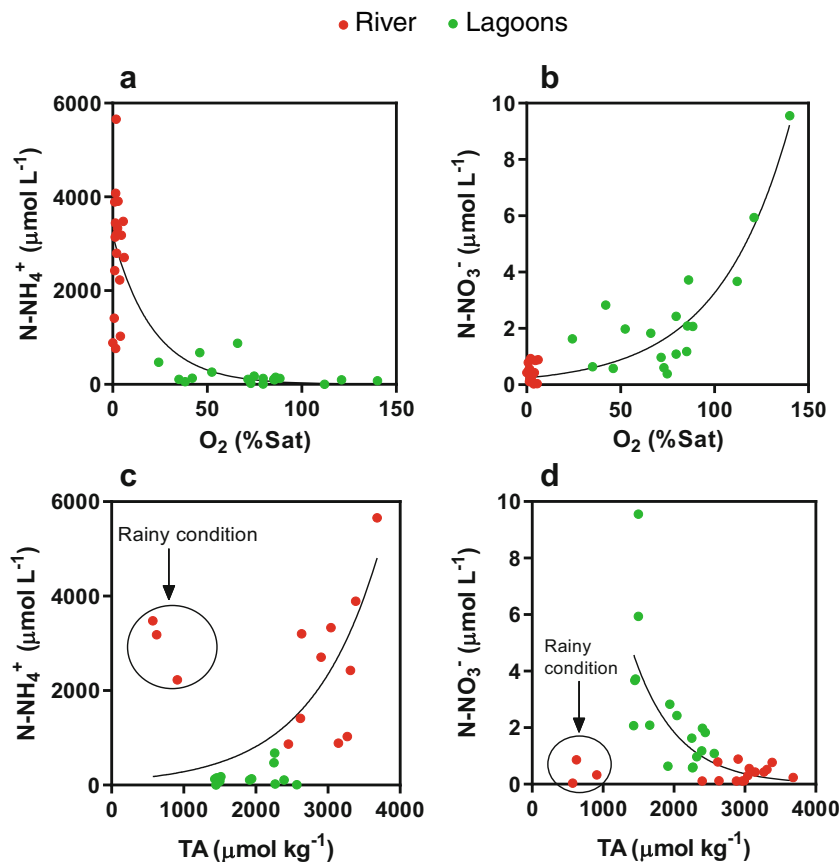 River Lagoons
a
N-NH₄⁺ (μmol L⁻¹)
6000
4000
2000
0
0 50 100 150
O₂ (%Sat)
b
N-NO₃⁻ (μmol L⁻¹)
10
8
6
4
2
0
0 50 100 150
O₂ (%Sat)
c
N-NH₄⁺ (μmol L⁻¹)
6000
4000
2000
0
Rainy condition
0 1000 2000 3000 4000
TA (μmol kg⁻¹)
d
N-NO₃⁻ (μmol L⁻¹)
10
8
6
4
2
0
Rainy
condition
0 1000 2000 3000 4000
TA (μmol kg⁻¹)